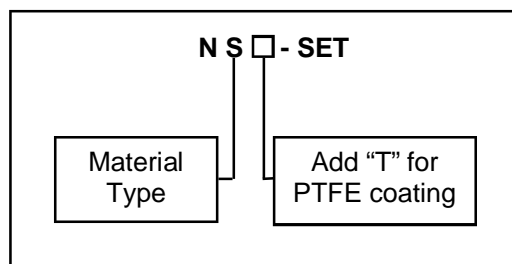 N S □ - SET
Material
Type
Add “T” for
PTFE coating